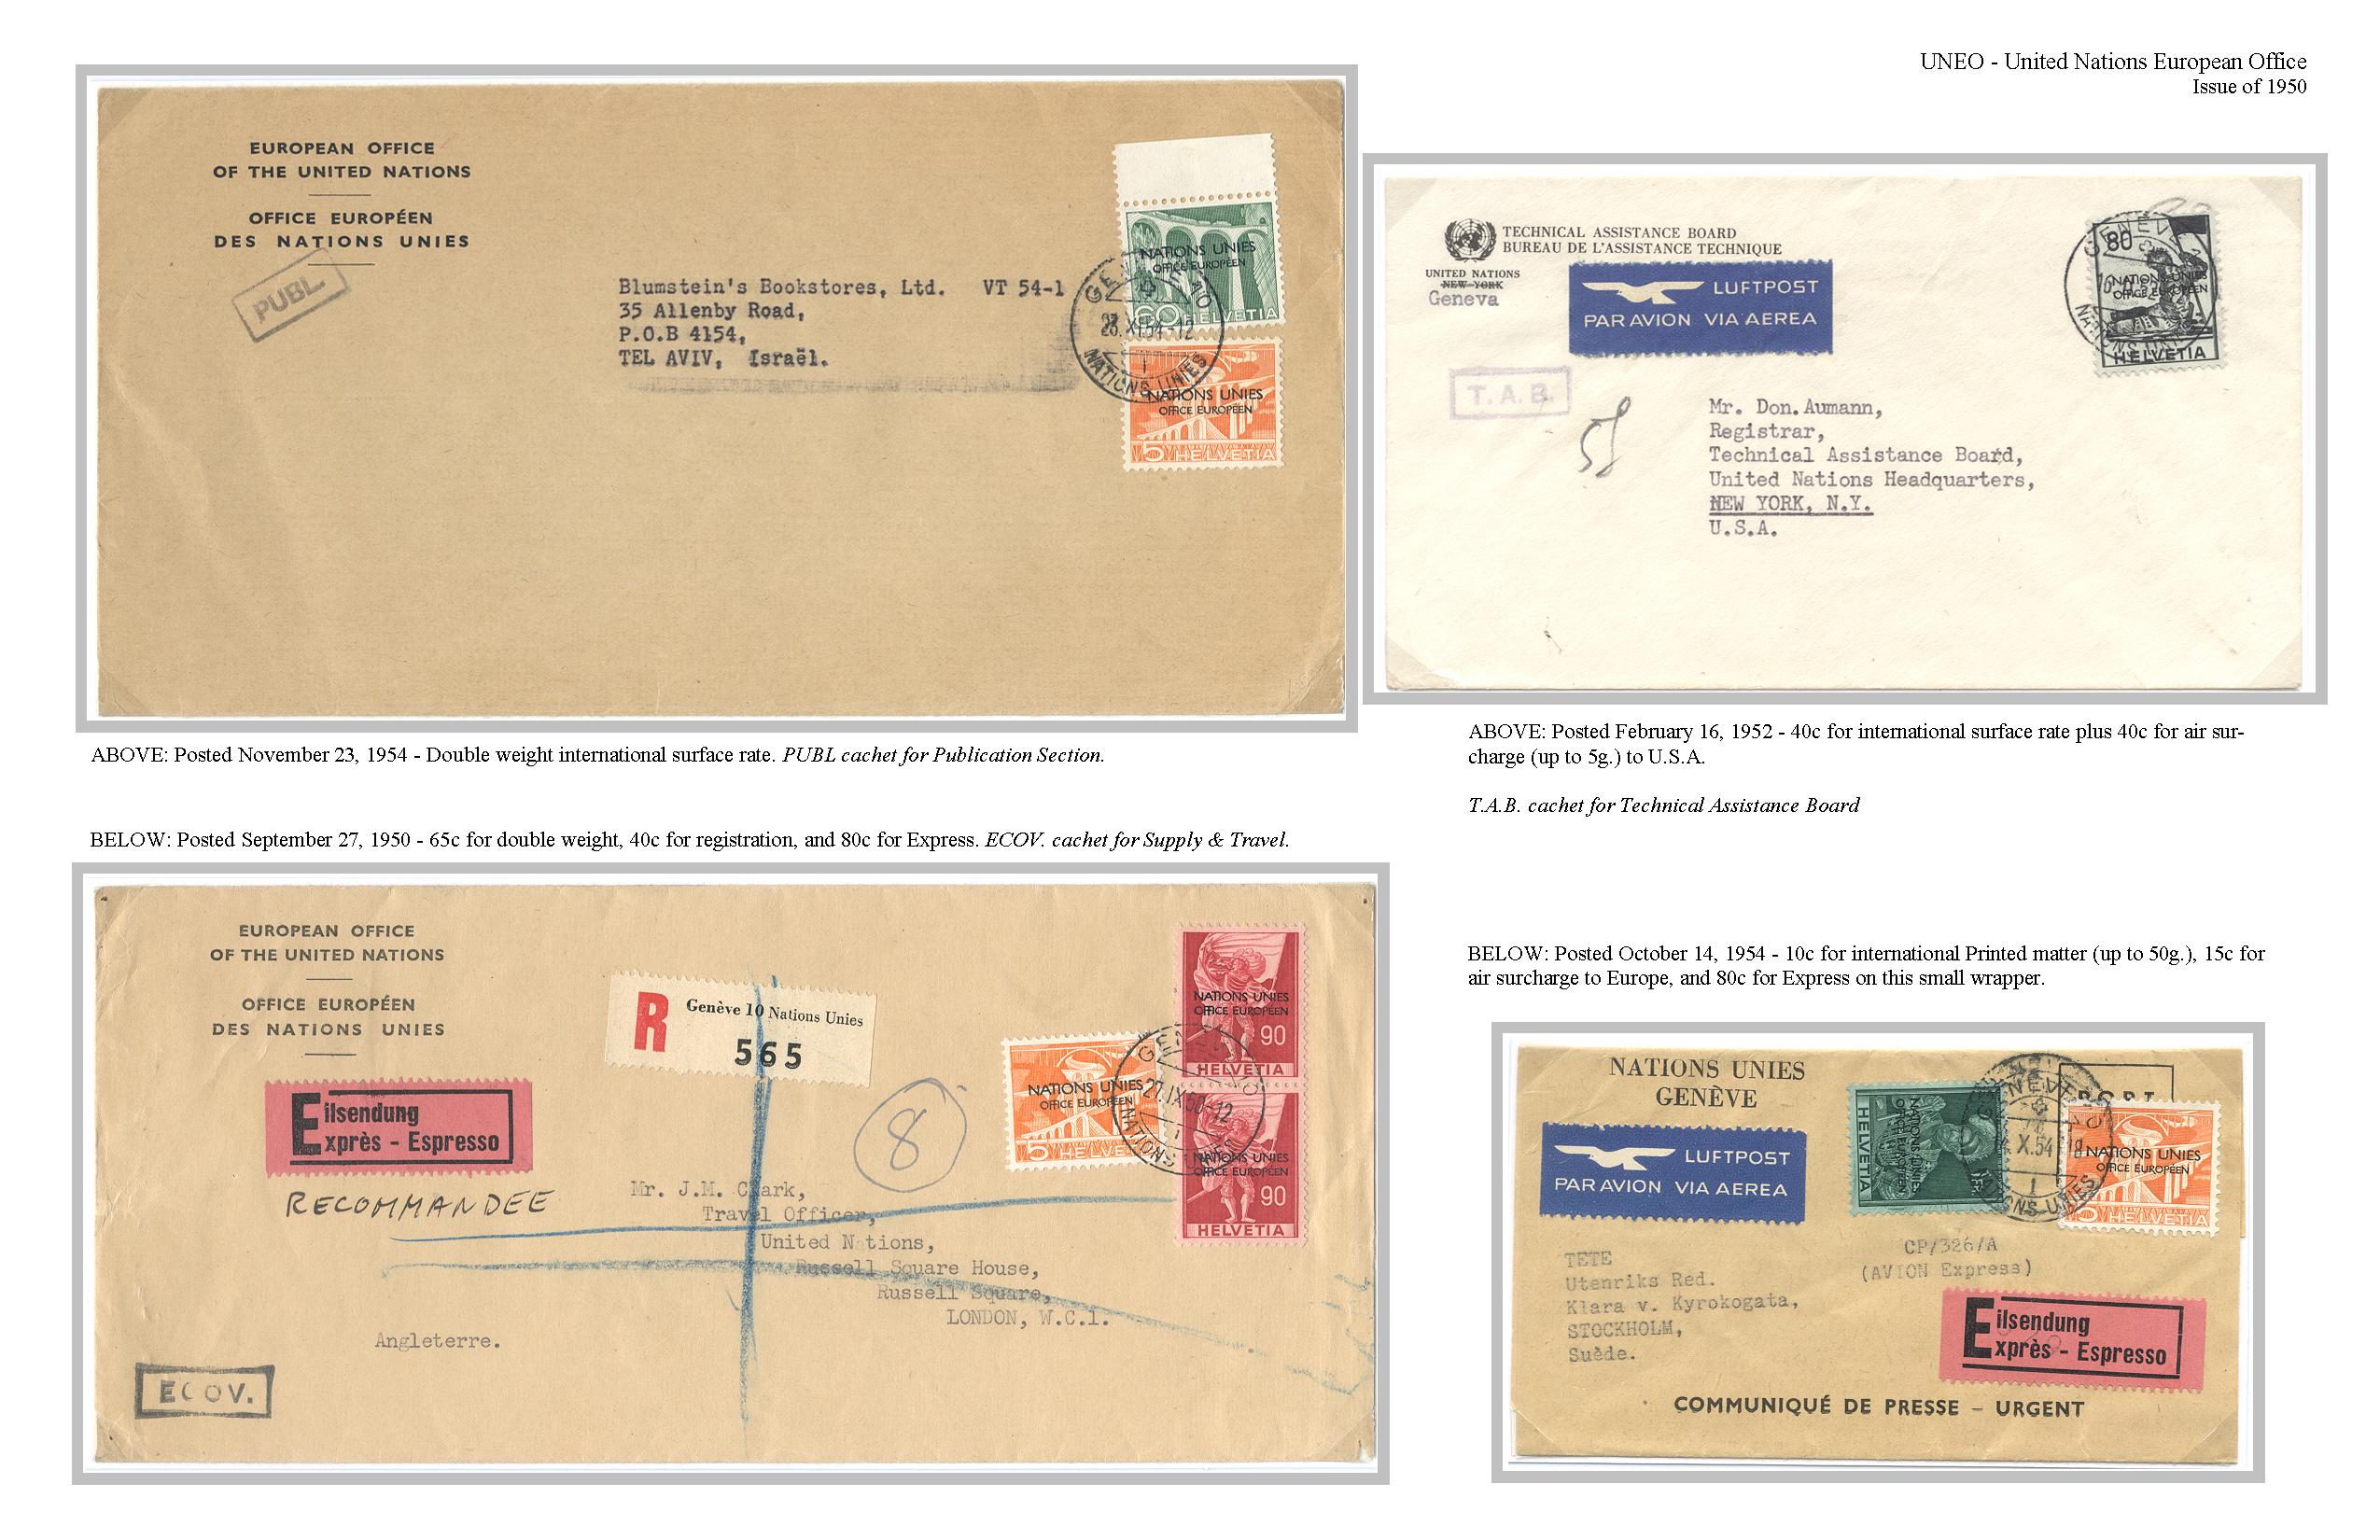 UNEO - United Nations European Office
Issue of 1950
EUROPEAN OFFICE
OF THE UNITED NATIONS
OFFICE EUROPÉEN
DES NATIONS UNIES
PUBL.
Blumstein's Bookstores, Ltd. VT 54-1
35 Allenby Road,
P.O.B 4154,
TEL AVIV, Israël.
NATIONS UNIES
OFFICE EUROPÉEN
60 HELVETIA
23.XI.54-12
NATIONS UNIES
NATIONS UNIES
OFFICE EUROPÉEN
5 HELVETIA
ABOVE: Posted November 23, 1954 - Double weight international surface rate. PUBL cachet for Publication Section.
TECHNICAL ASSISTANCE BOARD
BUREAU DE L'ASSISTANCE TECHNIQUE
UNITED NATIONS
NEW YORK
Geneva
LUFTPOST
PAR AVION VIA AEREA
T.A.B.
80
NATIONS UNIES
OFFICE EUROPÉEN
HELVETIA
Mr. Don. Aumann,
Registrar,
Technical Assistance Board,
United Nations Headquarters,
NEW YORK, N.Y.
U.S.A.
ABOVE: Posted February 16, 1952 - 40c for international surface rate plus 40c for air sur-
charge (up to 5g.) to U.S.A.
T.A.B. cachet for Technical Assistance Board
BELOW: Posted September 27, 1950 - 65c for double weight, 40c for registration, and 80c for Express. ECOV. cachet for Supply & Travel.
EUROPEAN OFFICE
OF THE UNITED NATIONS
OFFICE EUROPÉEN
DES NATIONS UNIES
R Genève 10 Nations Unies
565
Eilsendung
Exprès - Espresso
RECOMMANDEE
8
NATIONS UNIES
OFFICE EUROPÉEN
90
HELVETIA
NATIONS UNIES
OFFICE EUROPÉEN
5 HELVETIA
27.IX.50-12
NATIONS UNIES
OFFICE EUROPÉEN
90
HELVETIA
Mr. J.M. Clark,
Travel Officer,
United Nations,
Russell Square House,
Russell Square,
LONDON, W.C.1.
Angleterre.
ECOV.
BELOW: Posted October 14, 1954 - 10c for international Printed matter (up to 50g.), 15c for
air surcharge to Europe, and 80c for Express on this small wrapper.
NATIONS UNIES
GENÈVE
LUFTPOST
PAR AVION VIA AEREA
HELVETIA
NATIONS UNIES
OFFICE EUROPÉEN
X.54
NATIONS UNIES
OFFICE EUROPÉEN
5 HELVETIA
CP/326/A
(AVION Express)
TETE
Utenriks Red.
Klara v. Kyrokogata,
STOCKHOLM,
Suède.
Eilsendung
Exprès - Espresso
COMMUNIQUÉ DE PRESSE - URGENT